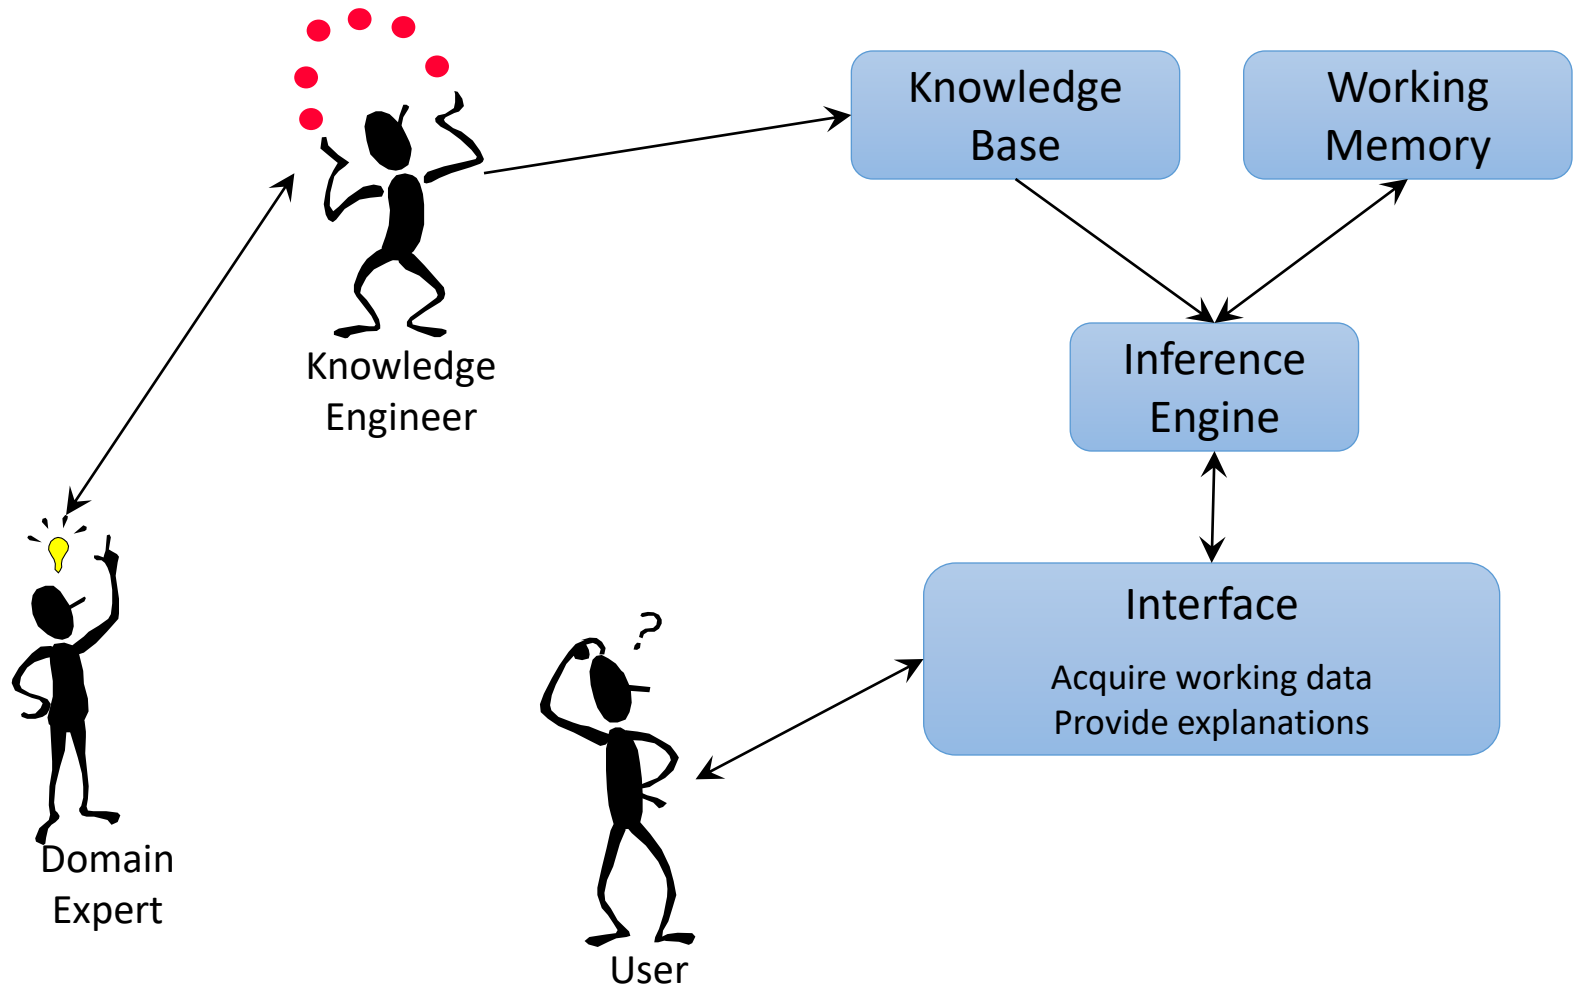 Knowledge
Base
Working
Memory
Knowledge
Engineer
Inference
Engine
Interface
Acquire working data
Provide explanations
?
Domain
Expert
User